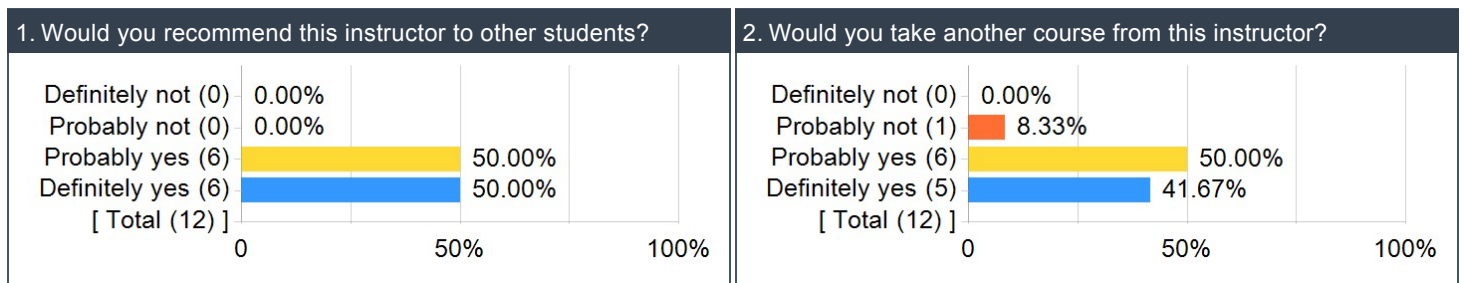 1. Would you recommend this instructor to other students?
Definitely not (0) 0.00%
Probably not (0) 0.00%
Probably yes (6) 50.00%
Definitely yes (6) 50.00%
[ Total (12) ]
0 50% 100%
2. Would you take another course from this instructor?
Definitely not (0) 0.00%
Probably not (1) 8.33%
Probably yes (6) 50.00%
Definitely yes (5) 41.67%
[ Total (12) ]
0 50% 100%